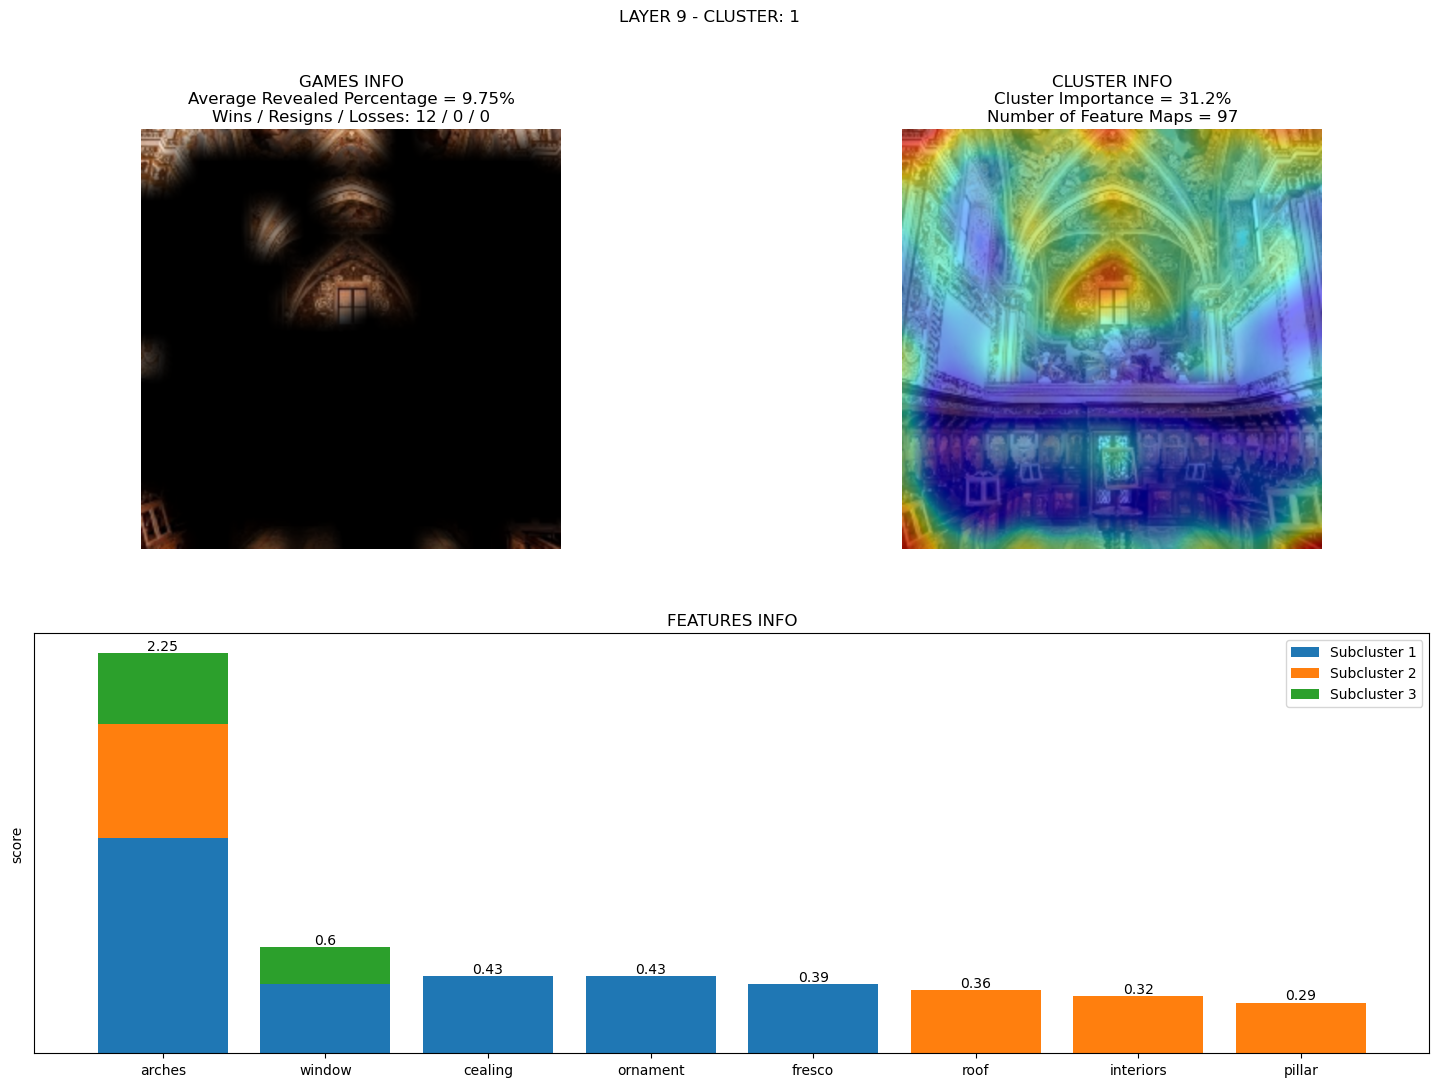 LAYER 9 - CLUSTER: 1
GAMES INFO
Average Revealed Percentage = 9.75%
Wins / Resigns / Losses: 12 / 0 / 0
CLUSTER INFO
Cluster Importance = 31.2%
Number of Feature Maps = 97
FEATURES INFO
score
2.25
0.6
0.43
0.43
0.39
0.36
0.32
0.29
Subcluster 1
Subcluster 2
Subcluster 3
arches
window
cealing
ornament
fresco
roof
interiors
pillar